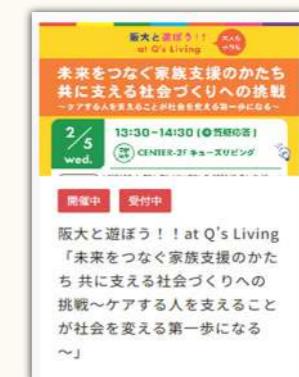 阪大と遊ぼう!!
at Q's Living
未来をつなぐ家族支援のかたち
共に支える社会づくりへの挑戦
～ケアする人を支えることが社会を変える第一歩になる～
2/5
wed.
13:30-14:30
CENTER-2F キューズリビング
開催中 受付中
阪大と遊ぼう！！at Q's Living
「未来をつなぐ家族支援のかた
ち 共に支える社会づくりへの
挑戦～ケアする人を支えること
が社会を変える第一歩になる
～」